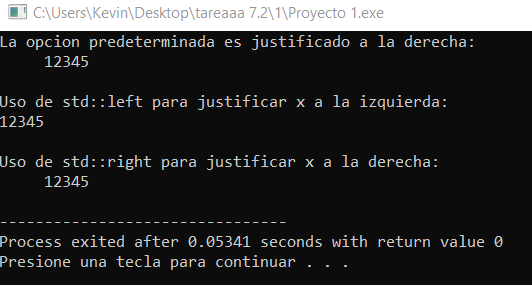 C:\Users\Kevin\Desktop\tareaaa 7.2\1\Proyecto 1.exe
La opcion predeterminada es justificado a la derecha:
     12345
Uso de std::left para justificar x a la izquierda:
12345
Uso de std::right para justificar x a la derecha:
     12345
--------------------------------
Process exited after 0.05341 seconds with return value 0
Presione una tecla para continuar . . .